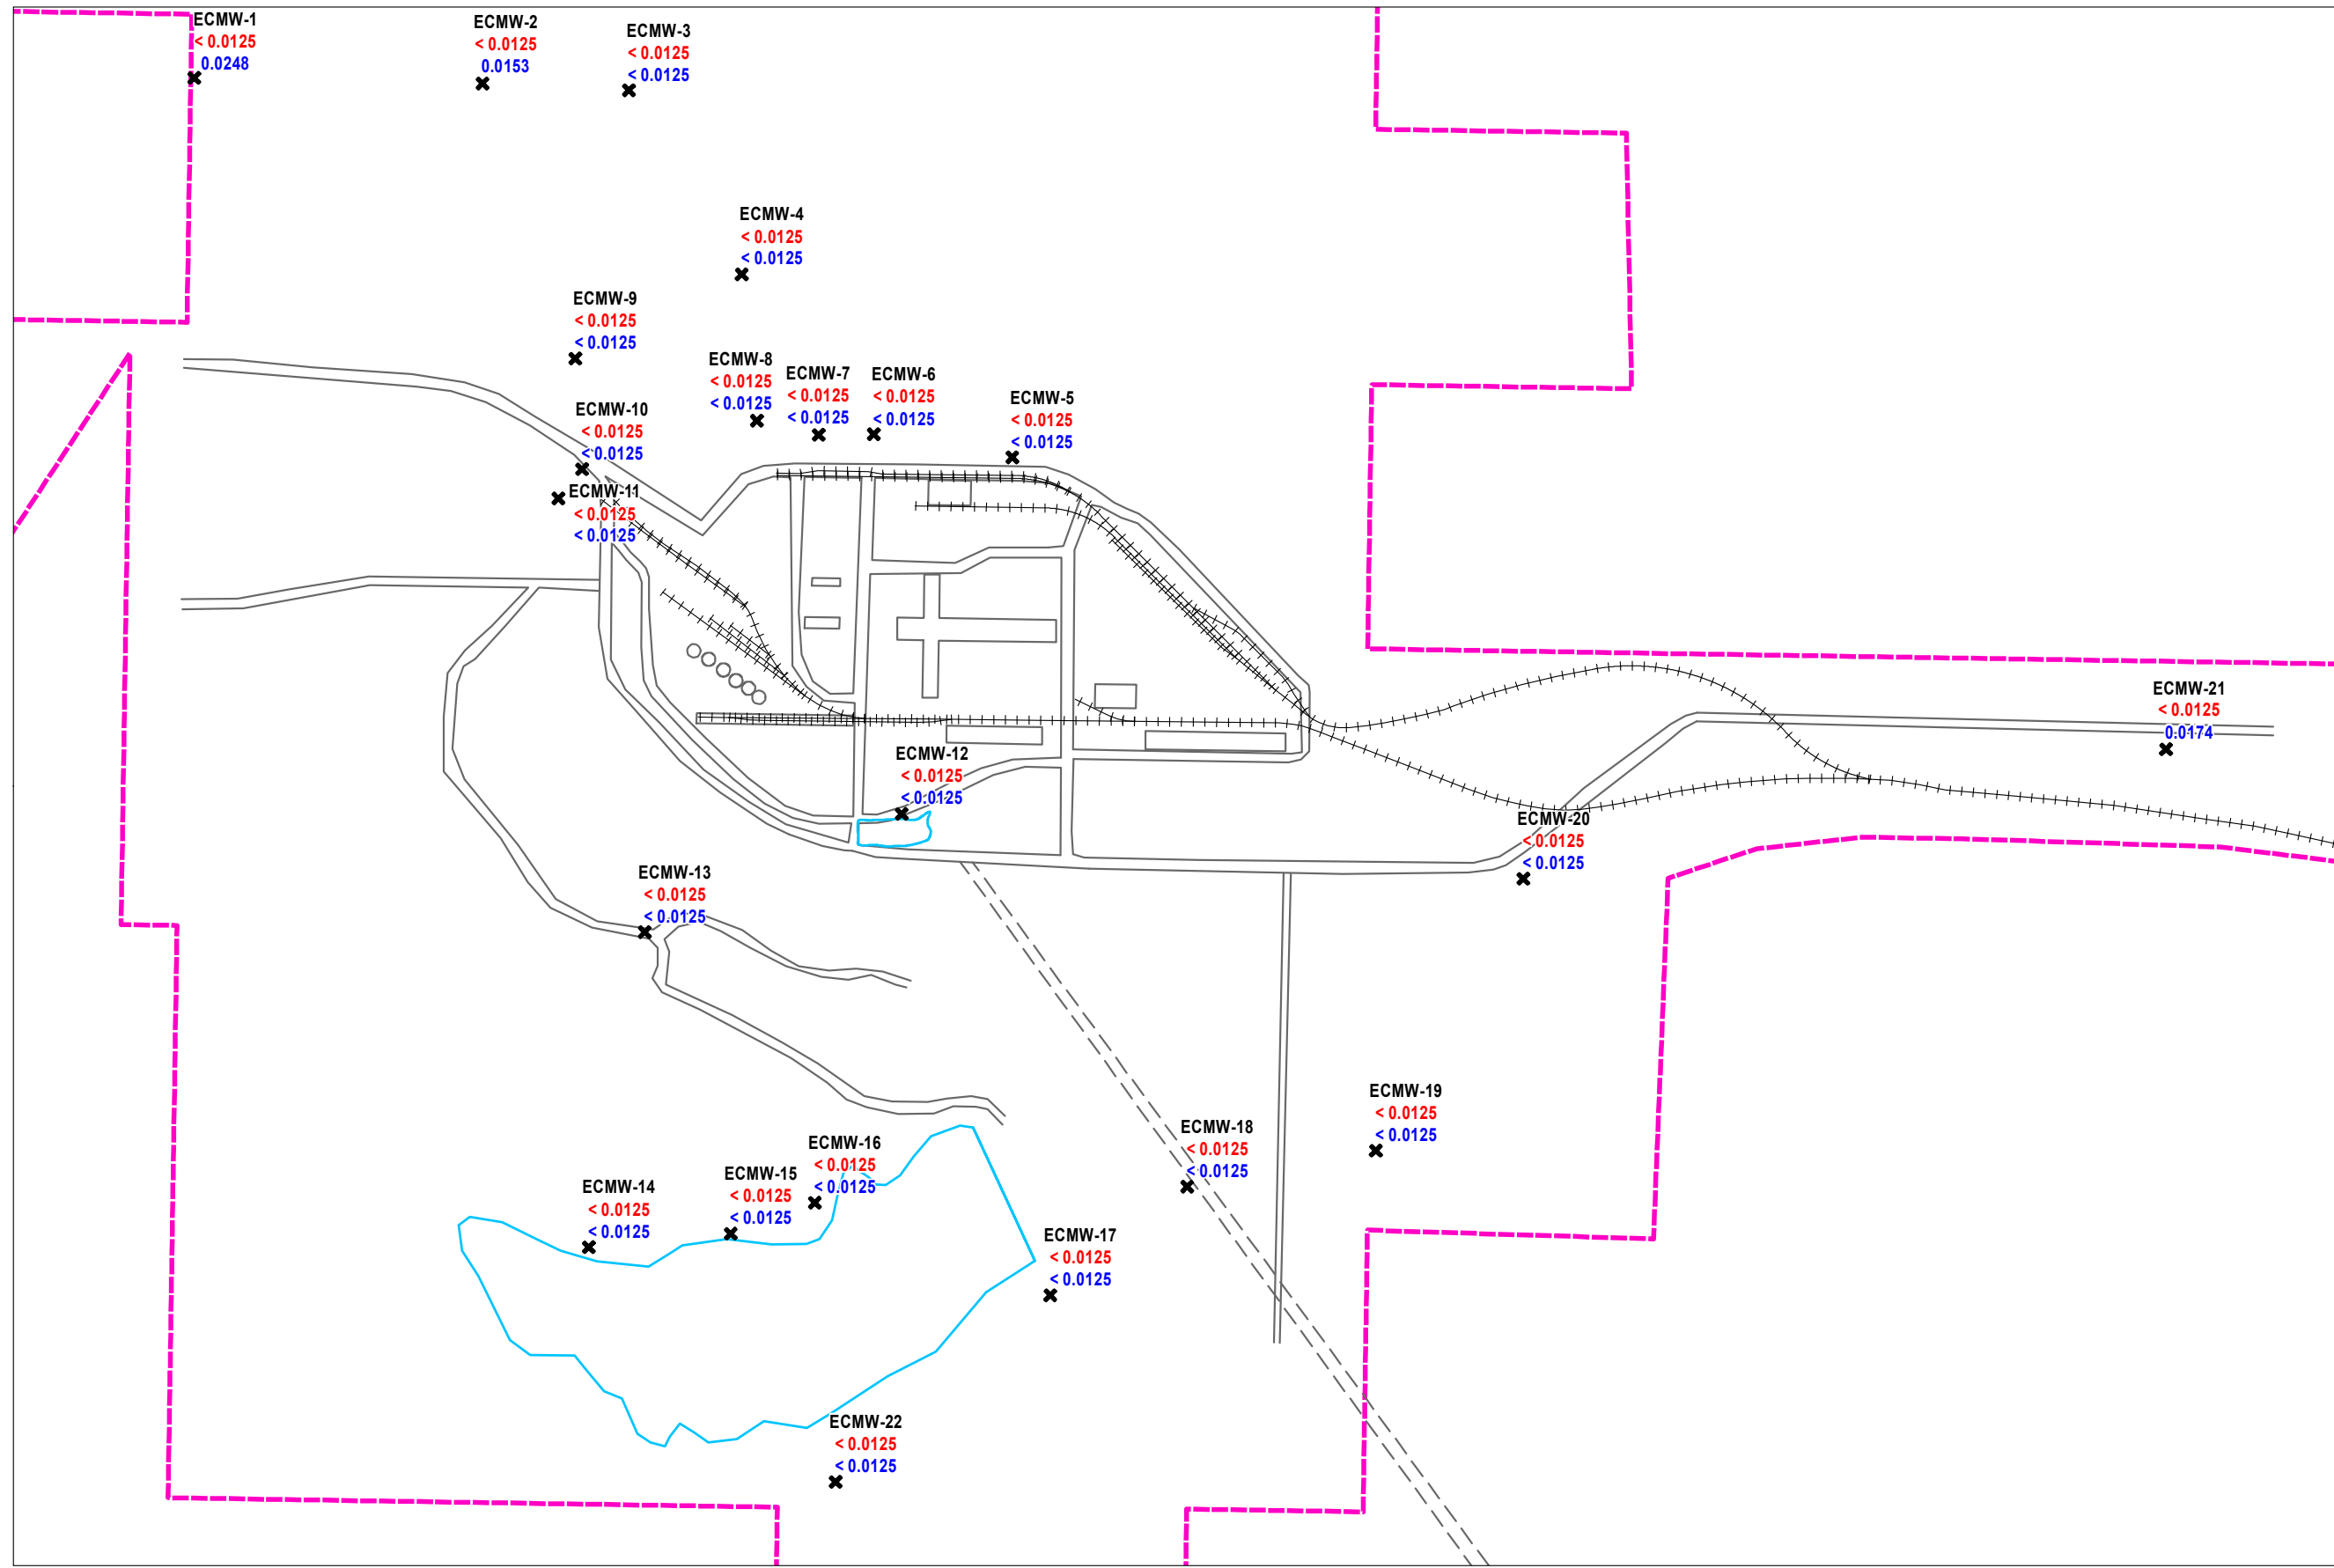 ECMW-1
< 0.0125
0.0248
ECMW-2
< 0.0125
0.0153
ECMW-3
< 0.0125
< 0.0125
ECMW-4
< 0.0125
< 0.0125
ECMW-9
< 0.0125
< 0.0125
ECMW-8
< 0.0125
< 0.0125
ECMW-7
< 0.0125
< 0.0125
ECMW-6
< 0.0125
< 0.0125
ECMW-5
< 0.0125
< 0.0125
ECMW-10
< 0.0125
< 0.0125
ECMW-11
< 0.0125
< 0.0125
ECMW-21
< 0.0125
0.0174
ECMW-12
< 0.0125
< 0.0125
ECMW-20
< 0.0125
< 0.0125
ECMW-13
< 0.0125
< 0.0125
ECMW-19
< 0.0125
< 0.0125
ECMW-18
< 0.0125
< 0.0125
ECMW-16
< 0.0125
< 0.0125
ECMW-15
< 0.0125
< 0.0125
ECMW-14
< 0.0125
< 0.0125
ECMW-17
< 0.0125
< 0.0125
ECMW-22
< 0.0125
< 0.0125